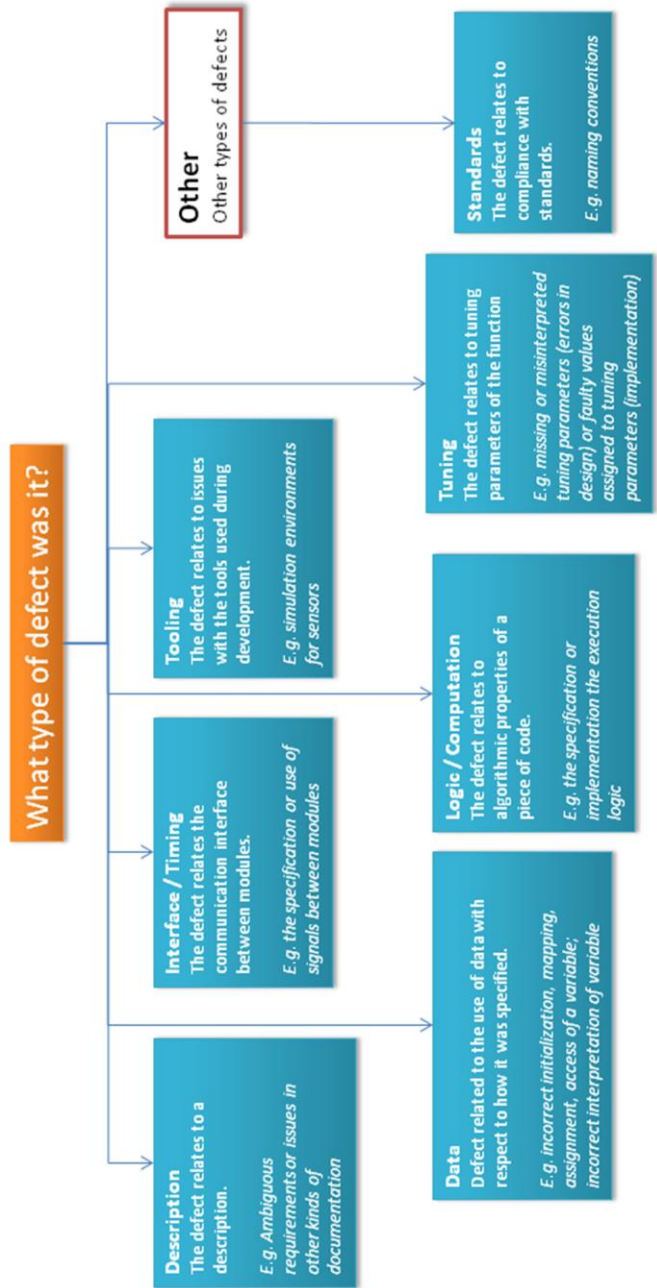 What type of defect was it?
Description
The defect relates to a
description.
E.g. Ambiguous
requirements or issues in
other kinds of
documentation
Interface / Timing
The defect relates the
communication interface
between modules.
E.g. the specification or use of
signals between modules
Tooling
The defect relates to issues
with the tools used during
development.
E.g. simulation environments
for sensors
Other
Other types of defects
Data
Defect related to the use of data with
respect to how it was specified.
E.g. incorrect initialization, mapping,
assignment, access of a variable;
incorrect interpretation of variable
Logic / Computation
The defect relates to
algorithmic properties of a
piece of code.
E.g. the specification or
implementation the execution
logic
Tuning
The defect relates to tuning
parameters of the function
E.g. missing or misinterpreted
tuning parameters (errors in
design) or faulty values
assigned to tuning
parameters (implementation)
Standards
The defect relates to
compliance with
standards.
E.g. naming conventions